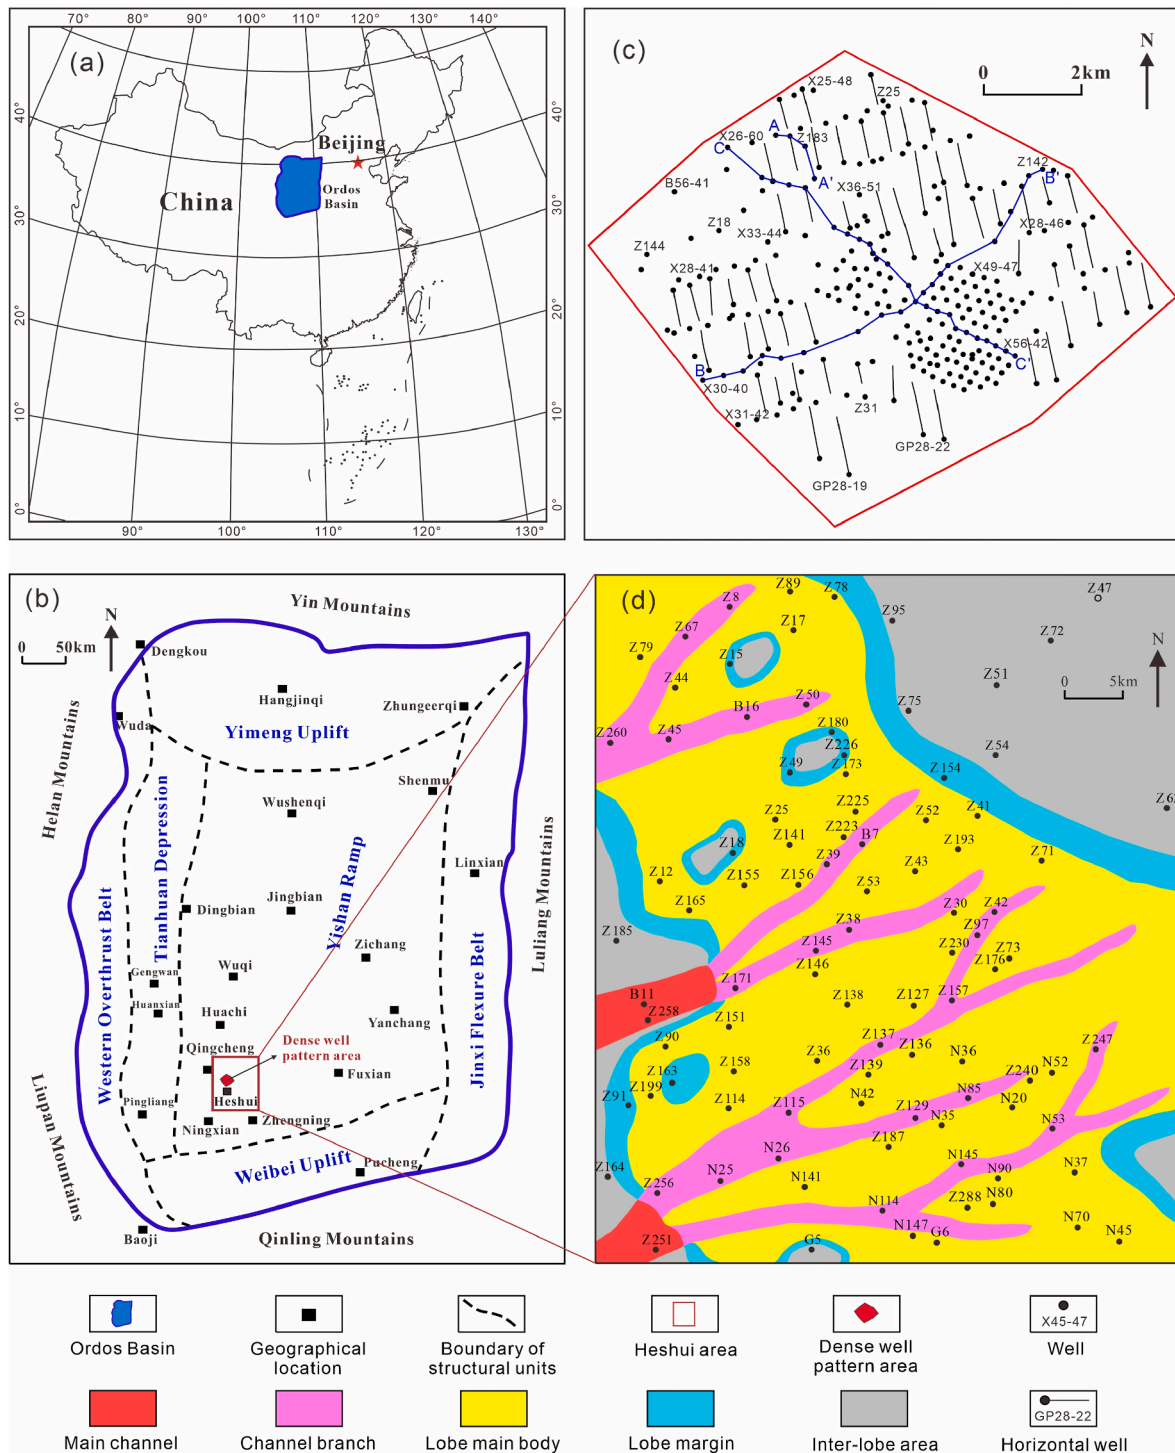 70° 80° 90° 100° 110° 120° 130° 140°
(a)
40°
30°
20°
10°
0°
40°
30°
20°
10°
0°
Beijing
China
Ordos
Basin
90° 100° 110° 120° 130°
(c)
N
0 2km
X25-48
Z25
A
Z183
X26-60
C
Z142
B'
A'
B56-41
X36-51
Z18
X33-44
X28-46
Z144
X28-41
X49-47
X56-42
C'
B
X30-40
Z31
X31-42
GP28-22
GP28-19
(b)
N
0 50km
Yin Mountains
Dengkou
Hangjinqi
Zhungeerqi
Wuda
Yimeng Uplift
Helan Mountains
Shenmu
Wushenqi
Tianhuan Depression
Yishan Ramp
Linxian
Jingbian
Dingbian
Luliang Mountains
Zichang
Western Overthrust Belt
Gengwan
Wuqi
Huanxian
Huachi
Yanchang
Jinxi Flexure Belt
Qingcheng
Dense well
pattern area
Fuxian
Heshui
Liupan Mountains
Pingliang
Ningxian
Zhengning
Weibei Uplift
Pucheng
Baoji
Qinling Mountains
(d)
N
0 5km
Z89
Z78
Z47
Z8
Z95
Z67
Z17
Z72
Z79
Z15
Z44
Z51
Z50
B16
Z75
Z260
Z45
Z180
Z226
Z54
Z49
Z173
Z154
Z225
Z25
Z52
Z41
Z223
Z141
B7
Z18
Z193
Z39
Z71
Z43
Z12
Z155
Z156
Z53
Z165
Z30
Z42
Z38
Z185
Z97
Z145
Z230
Z73
Z146
Z176
Z171
B11
Z138
Z127
Z157
Z258
Z151
Z90
Z137
Z247
Z136
Z158
Z36
N36
N52
Z163
Z139
Z240
Z199
N85
Z91
N42
N20
Z114
Z115
Z129
N35
N53
Z187
N26
N145
Z164
N90
N37
N25
Z256
N141
Z288
N80
N114
N70
N147
G6
N45
Z251
G5
Ordos Basin
Geographical
location
Boundary of
structural units
Heshui area
Dense well
pattern area
X45-47
Well
Main channel
Channel branch
Lobe main body
Lobe margin
Inter-lobe area
GP28-22
Horizontal well